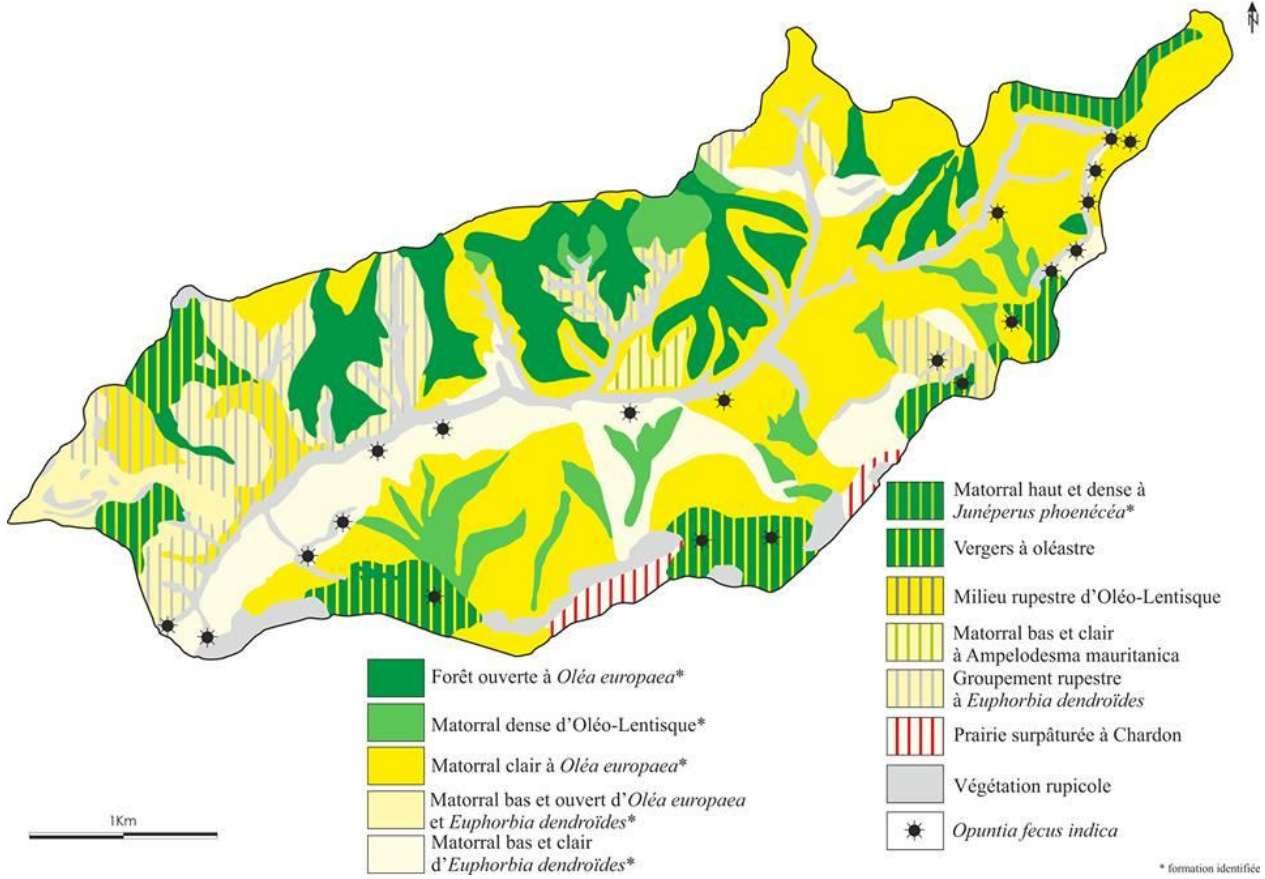 N
Forêt ouverte à Oléa europaea*
Matorral dense d'Oléo-Lentisque*
Matorral clair à Oléa europaea*
Matorral bas et ouvert d'Oléa europaea
et Euphorbia dendroïdes*
Matorral bas et clair
d'Euphorbia dendroïdes*
1Km
Matorral haut et dense à
Junéperus phoenécéa*
Vergers à oléastre
Milieu rupestre d'Oléo-Lentisque
Matorral bas et clair
à Ampelodesma mauritanica
Groupement rupestre
à Euphorbia dendroïdes
Prairie surpâturée à Chardon
Végétation rupicole
Opuntia fecus indica
* formation identifiée